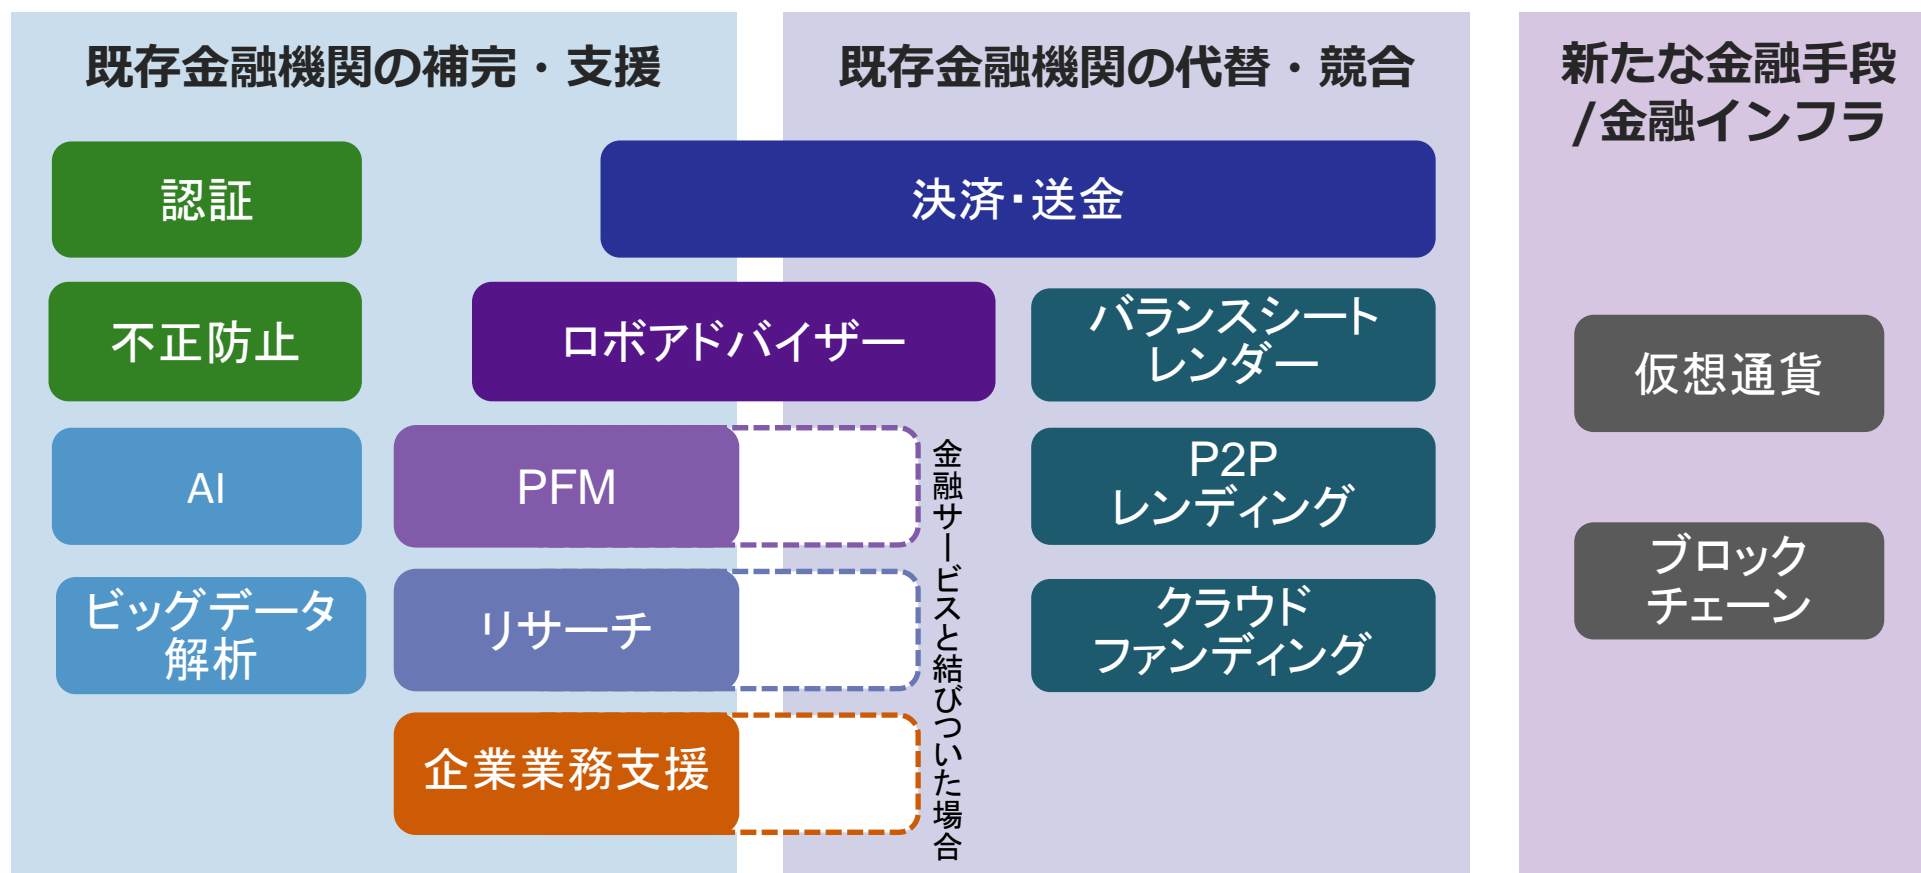 既存金融機関の補完・支援
既存金融機関の代替・競合
新たな金融手段
/金融インフラ
認証
決済・送金
不正防止
ロボアドバイザー
バランスシート
レンダー
仮想通貨
AI
PFM
P2P
レンディング
金融サービスと結びついた場合
ブロック
チェーン
ビッグデータ
解析
リサーチ
クラウド
ファンディング
企業業務支援